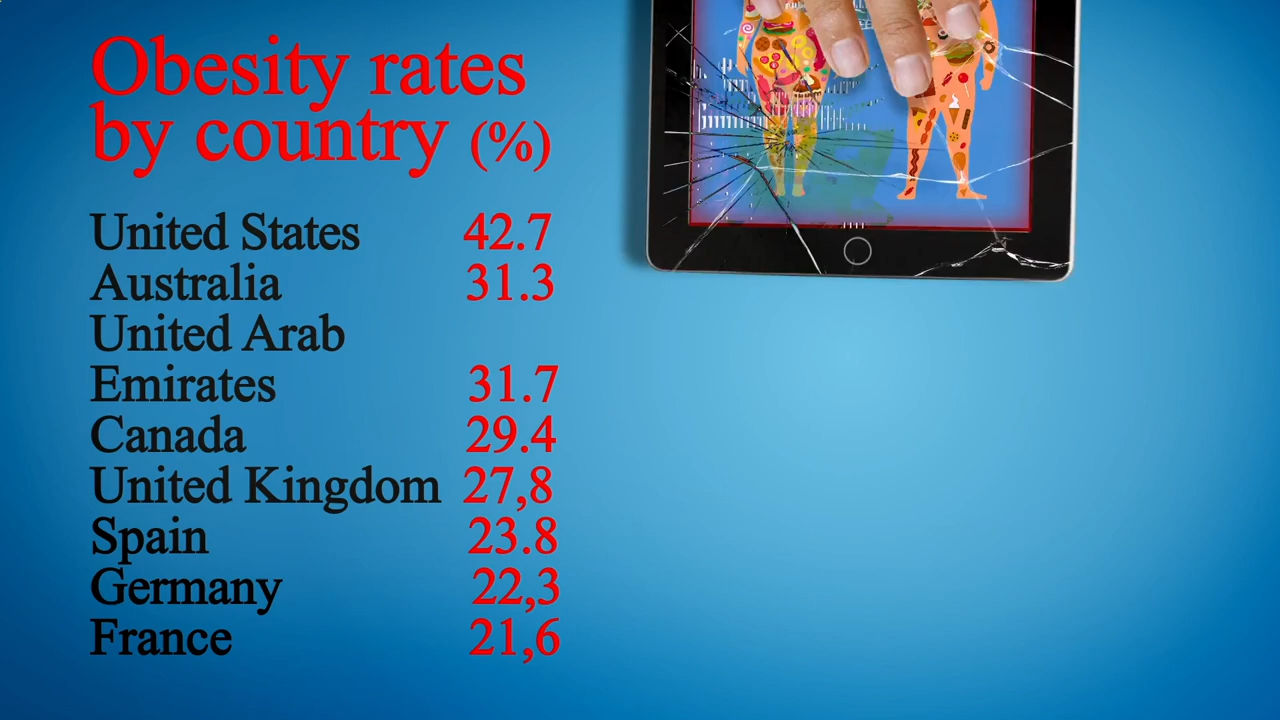 Obesity rates
by country (%)
United States 42.7
Australia 31.3
United Arab
Emirates 31.7
Canada 29.4
United Kingdom 27,8
Spain 23.8
Germany 22,3
France 21,6